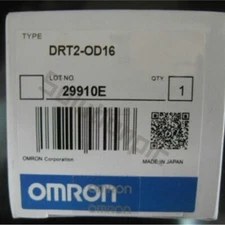 TYPE
DRT2-OD16
LOT NO. QTY
29910E 1
OMRON Corporation MADE IN JAPAN
OMRON